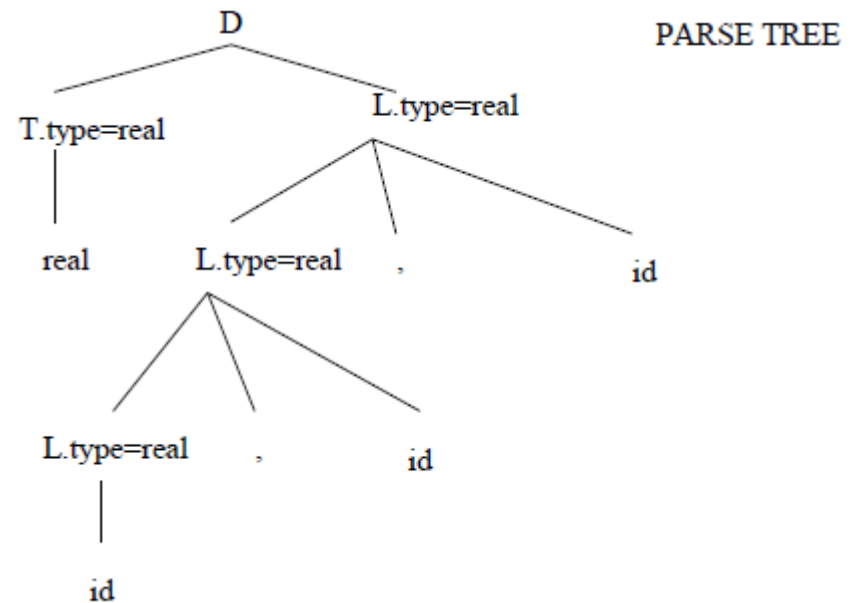 D
PARSE TREE
T.type=real
L.type=real
real
L.type=real
,
id
L.type=real
,
id
id